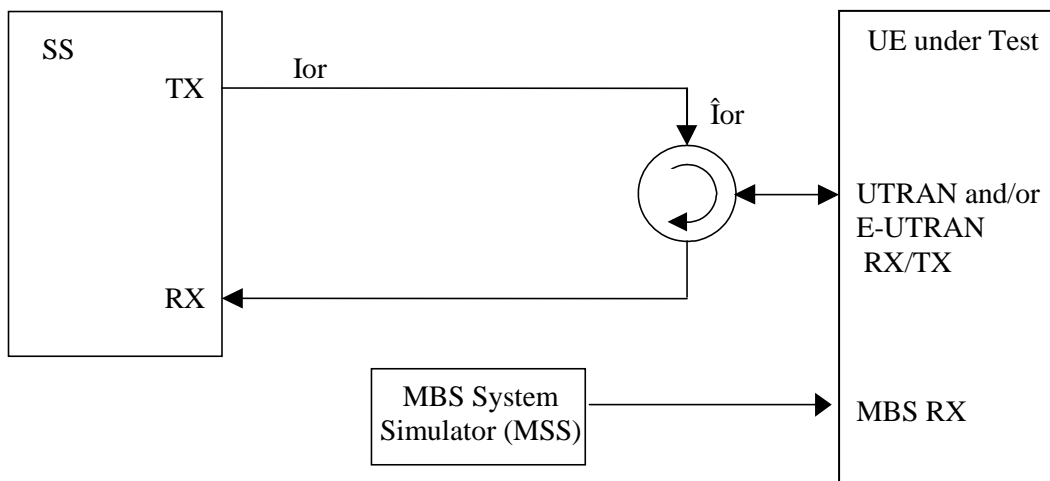 SS
TX
Ior
Îor
RX
UE under Test
UTRAN and/or
E-UTRAN
RX/TX
MBS System
Simulator (MSS)
MBS RX